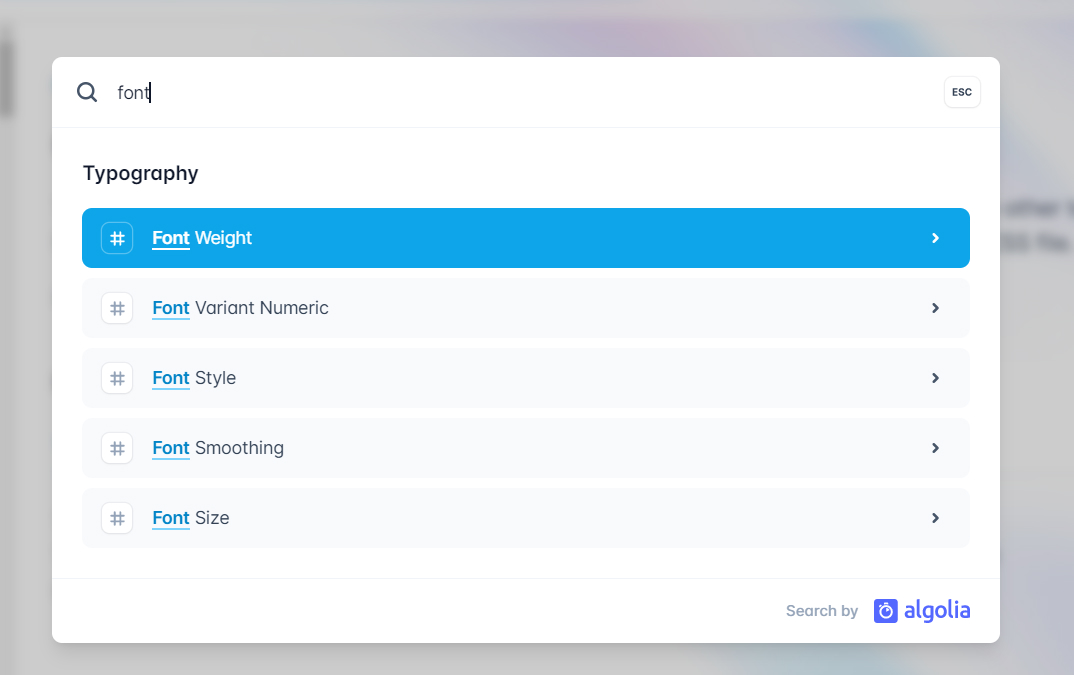 font
ESC
Typography
Font Weight
Font Variant Numeric
Font Style
Font Smoothing
Font Size
Search by algolia